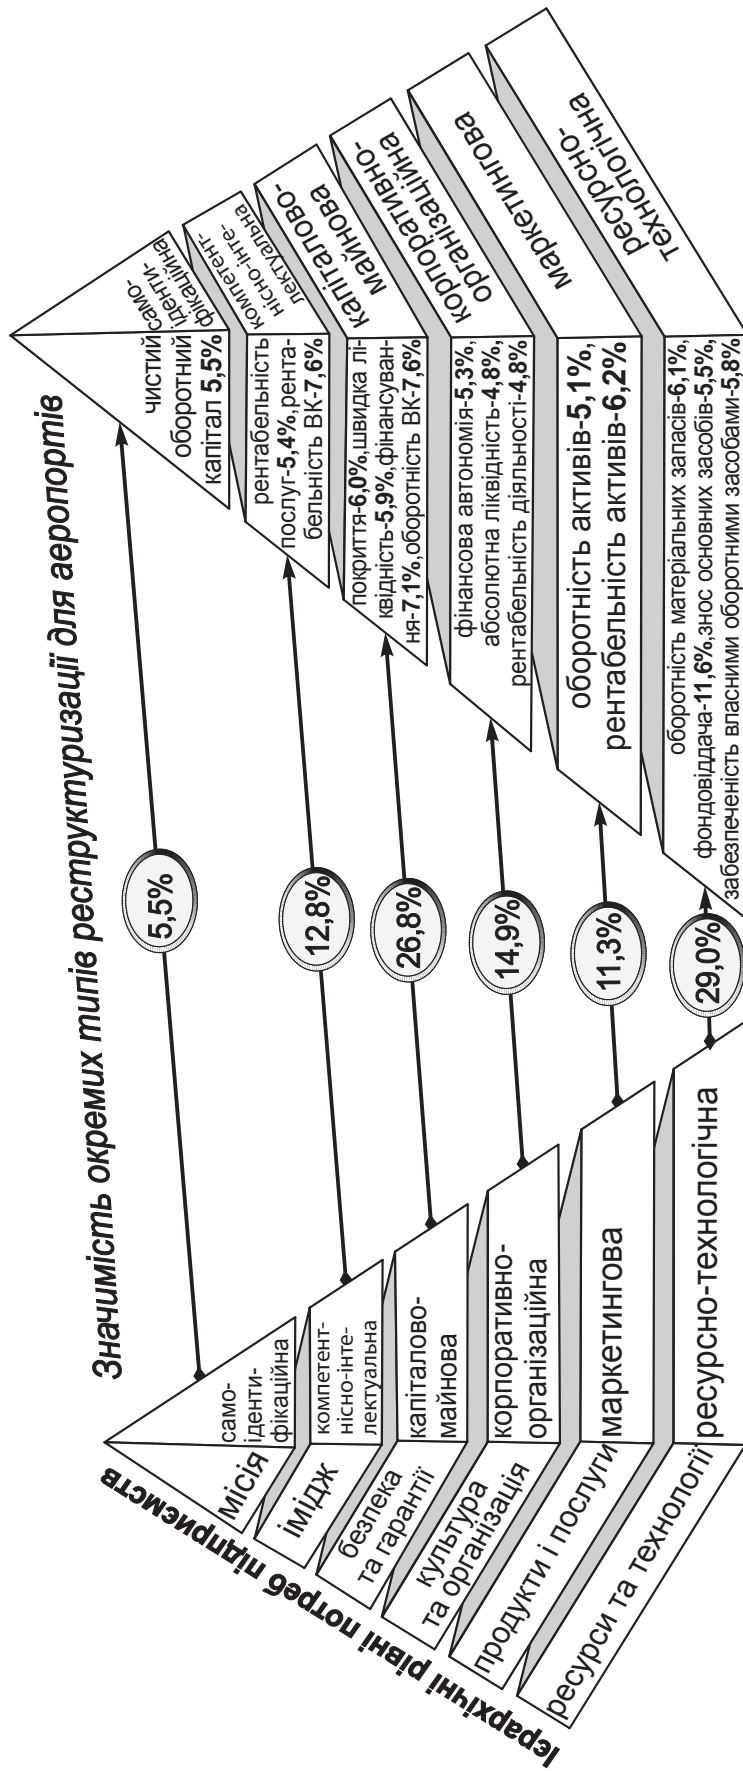 Значимість окремих типів реструктуризації для аеропортів
Ієрархічні рівні потреб підприємств
місія
імідж
безпека
та гарантії
культура
та організація
продукти і послуги
ресурси та технології
само-
іденти-
фікаційна
компетент-
нісно-інте-
лектуальна
капіталово-
майнова
корпоративно-
організаційна
маркетингова
ресурсно-технологічна
5,5%
12,8%
26,8%
14,9%
11,3%
29,0%
чистий
оборотний
капітал 5,5%
рентабельність
послуг-5,4%,рента-
бельність ВК-7,6%
покриття-6,0%,швидка лі-
квідність-5,9%,фінансуван-
ня-7,1%,оборотність ВК-7,6%
фінансова автономія-5,3%,
абсолютна ліквідність-4,8%,
рентабельність діяльності-4,8%
оборотність активів-5,1%,
рентабельність активів-6,2%
оборотність матеріальних запасів-6,1%,
фондовіддача-11,6%,знос основних засобів-5,5%,
забезпеченість власними оборотними засобами-5,8%
само-
іденти-
фікаційна
компетент-
нісно-інте-
лектуальна
капіталово-
майнова
корпоративно-
організаційна
маркетингова
ресурсно-
технологічна